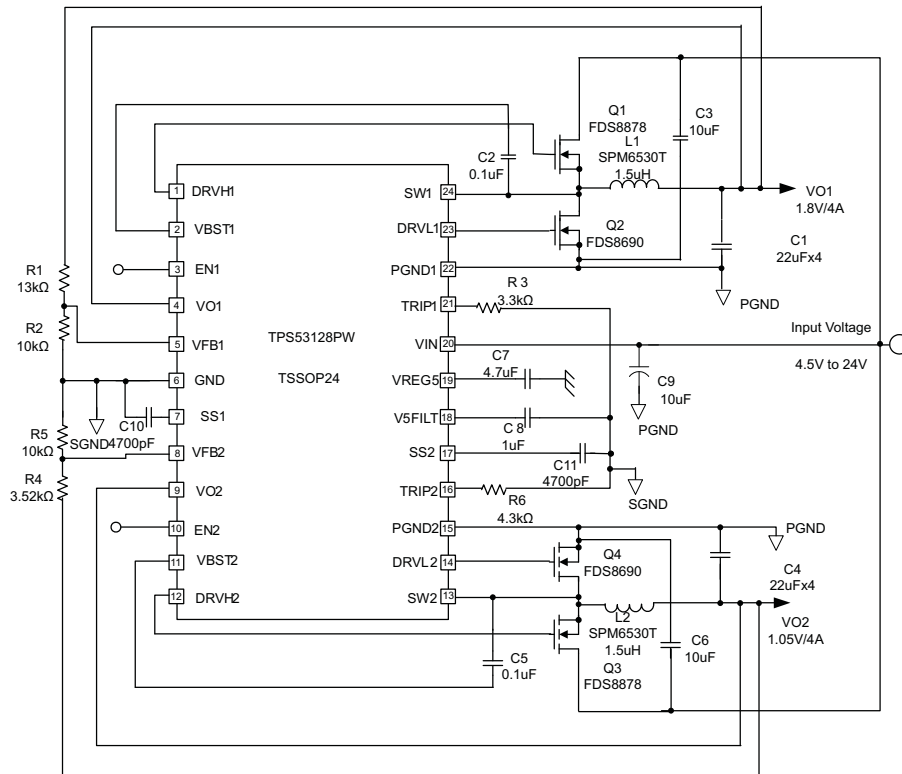 Q1
FDS8878
C3
10uF
L1
SPM6530T
1.5uH
C2
0.1uF
VO1
1.8V/4A
1 DRVH1
SW1 24
2 VBST1
DRVL1 23
Q2
FDS8690
C1
22uFx4
3 EN1
PGND1 22
R1
13kΩ
PGND
4 VO1
TRIP1 21
R 3
3.3kΩ
R2
10kΩ
TPS53128PW
Input Voltage
4.5V to 24V
5 VFB1
VIN 20
TSSOP24
C7
4.7uF
6 GND
VREG5 19
C9
10uF
PGND
SGND
C10
4700pF
7 SS1
V5FILT 18
C 8
1uF
R5
10kΩ
8 VFB2
SS2 17
C11
4700pF
R4
3.52kΩ
SGND
9 VO2
TRIP2 16
R6
4.3kΩ
10 EN2
PGND2 15
PGND
Q4
FDS8690
11 VBST2
DRVL2 14
C4
22uFx4
12 DRVH2
SW2 13
VO2
1.05V/4A
L2
SPM6530T
1.5uH
C6
10uF
C5
0.1uF
Q3
FDS8878